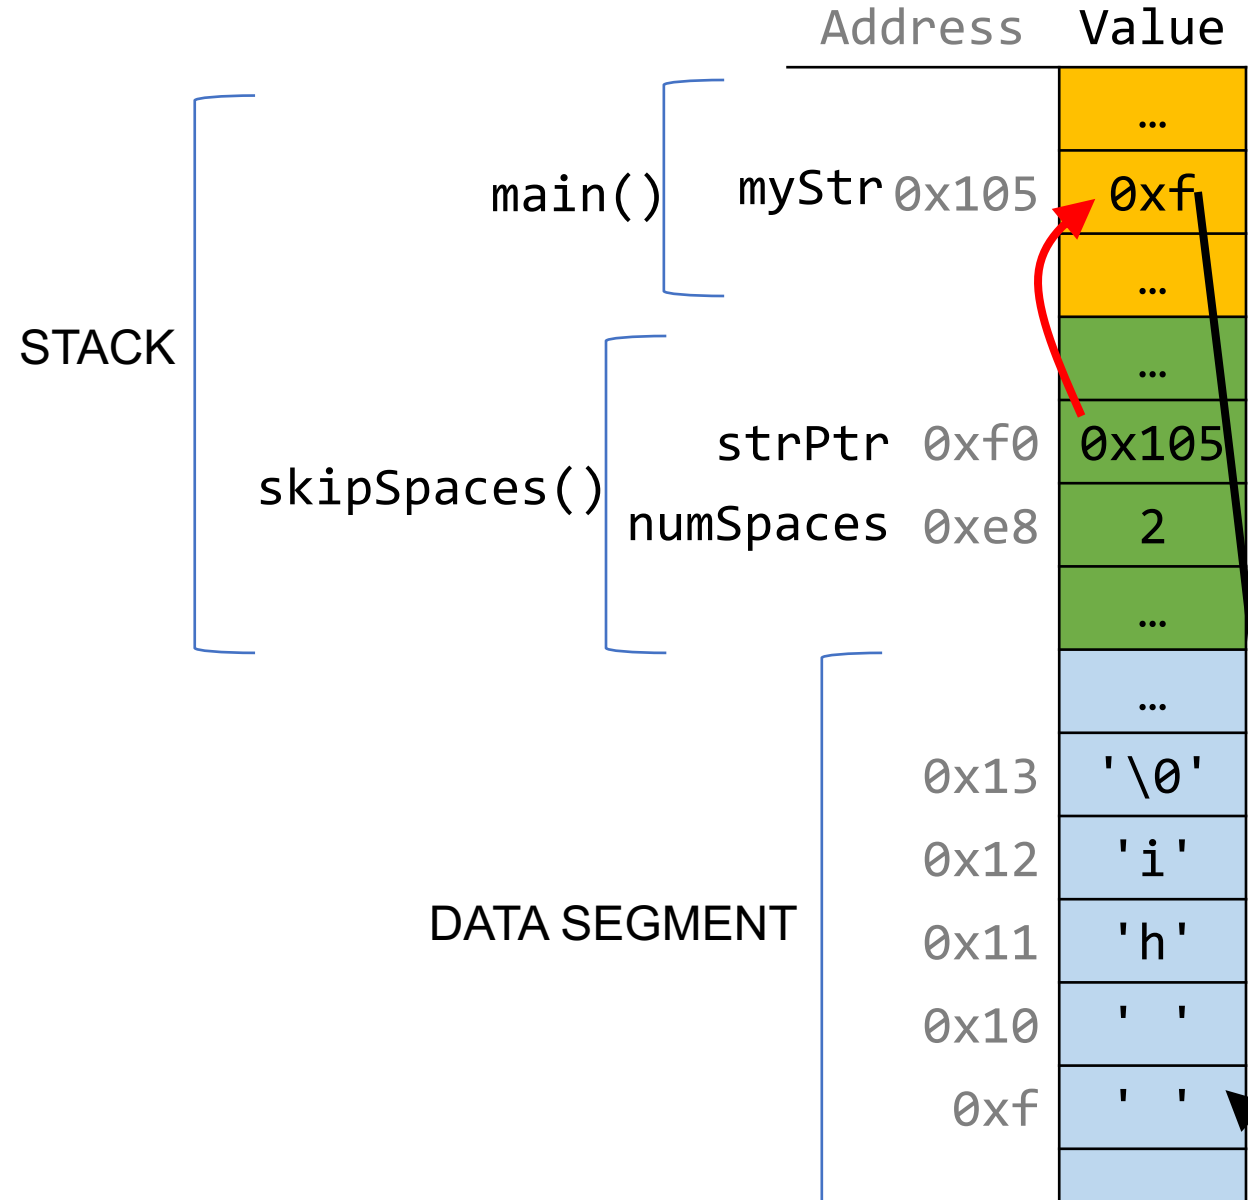 Address Value
…
main() myStr 0x105 0xf
…
STACK
…
strPtr 0xf0 0x105
skipSpaces()
numSpaces 0xe8 2
…
…
0x13 '\0'
0x12 'i'
DATA SEGMENT
0x11 'h'
0x10 ' '
0xf ' '